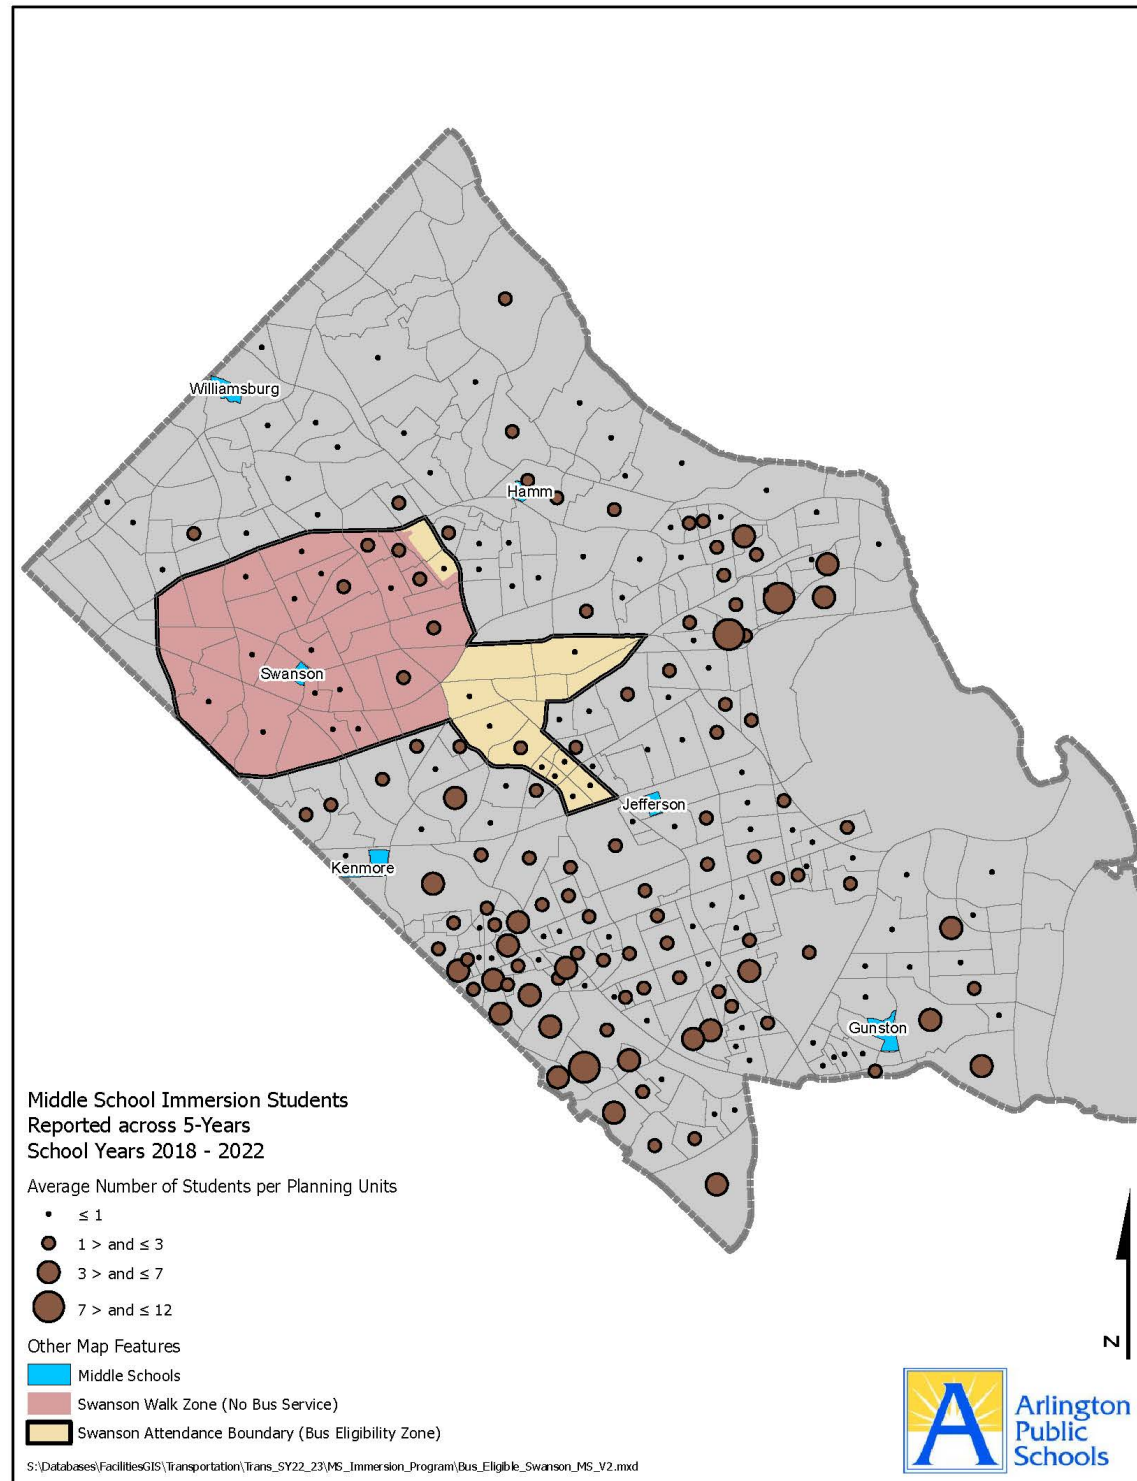 Williamsburg
Hamm
Swanson
Jefferson
Kenmore
Gunston
Middle School Immersion Students
Reported across 5-Years
School Years 2018 - 2022
Average Number of Students per Planning Units
≤ 1
1 > and ≤ 3
3 > and ≤ 7
7 > and ≤ 12
Other Map Features
Middle Schools
Swanson Walk Zone (No Bus Service)
Swanson Attendance Boundary (Bus Eligibility Zone)
S:\Databases\FacilitiesGIS\Transportation\Trans_SY22_23\MS_Immersion_Program\Bus_Eligible_Swanson_MS_V2.mxd
N
A
Arlington
Public
Schools